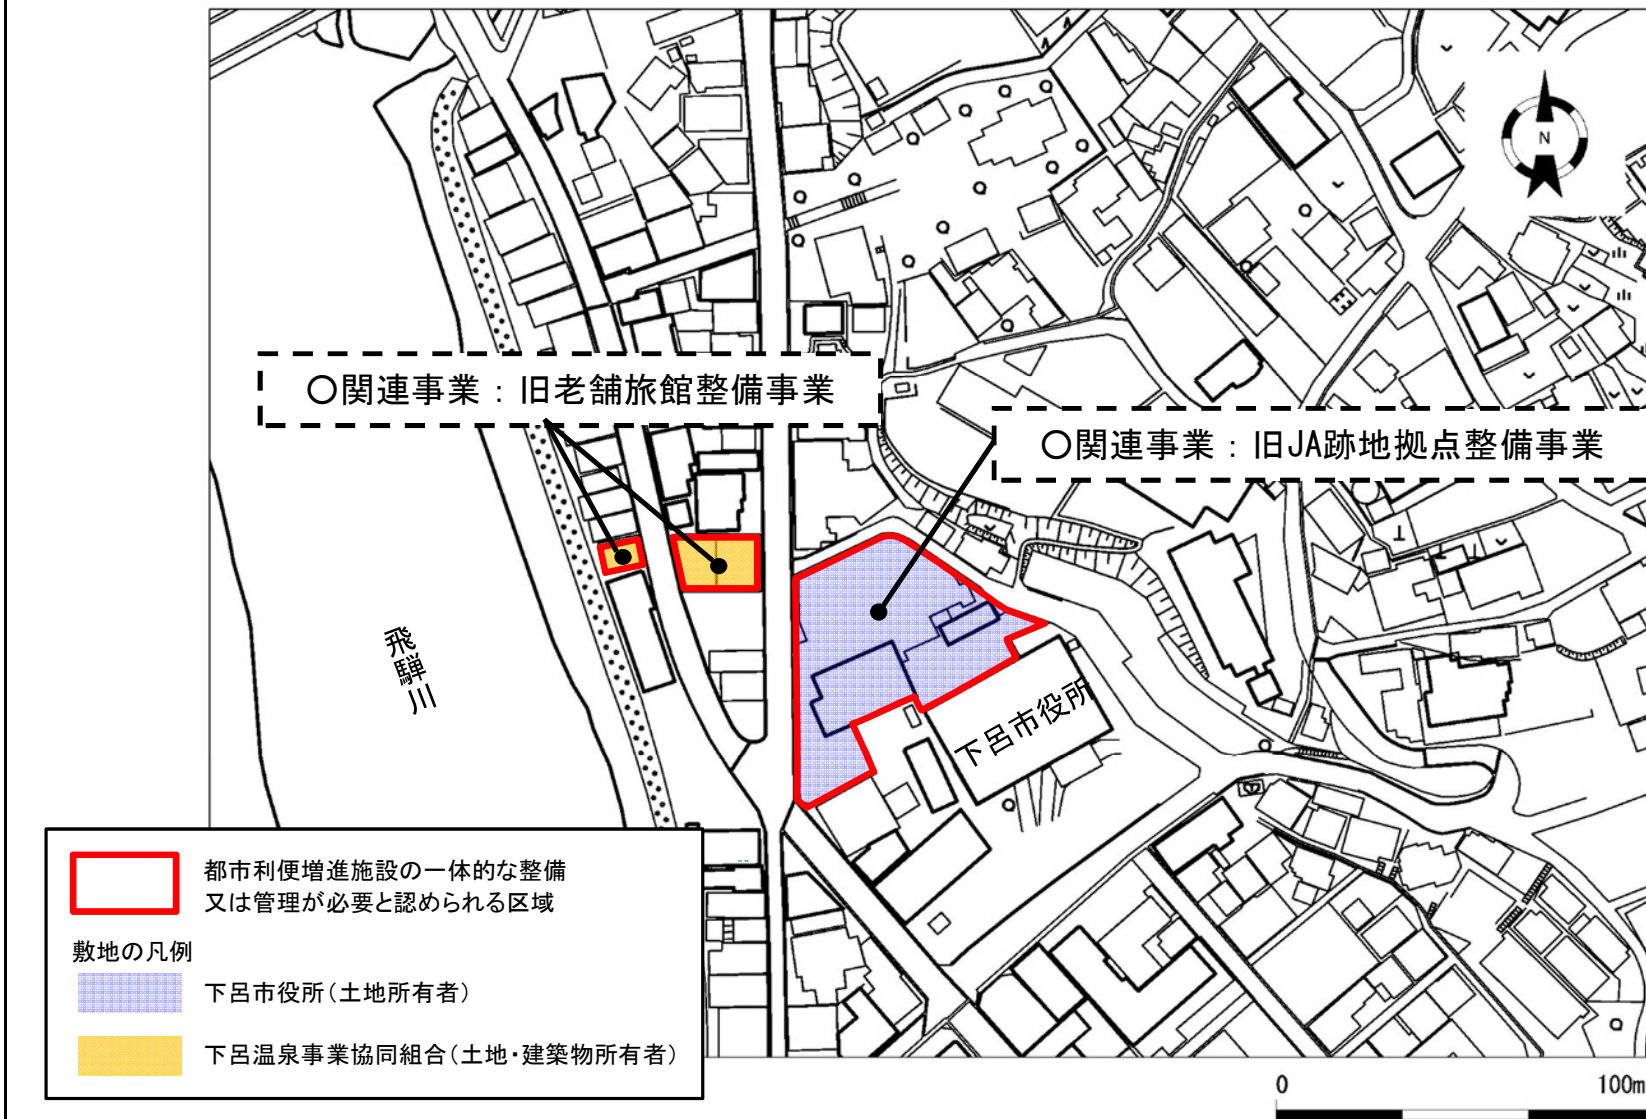 N
〇関連事業：旧老舗旅館整備事業
〇関連事業：旧JA跡地拠点整備事業
飛騨川
下呂市役所
都市利便増進施設の一体的な整備
又は管理が必要と認められる区域
敷地の凡例
下呂市役所（土地所有者）
下呂温泉事業協同組合（土地・建築物所有者）
0 100m